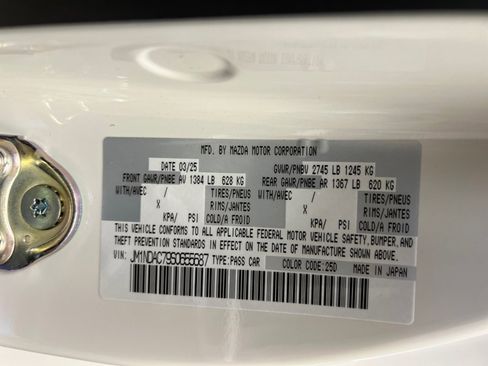 MFD. BY MAZDA MOTOR CORPORATION
DATE 03/25 GVWR/PNBV 2745 LB 1245 KG
FRONT GAWR/PNBE AV 1384 LB 628 KG REAR GAWR/PNBE AR 1367 LB 620 KG
WITH/AVEC / TIRES/PNEUS WITH/AVEC / TIRES/PNEUS
X RIMS/JANTES X RIMS/JANTES
KPA/ PSI COLD/A FROID KPA/ PSI COLD/A FROID
THIS VEHICLE CONFORMS TO ALL APPLICABLE FEDERAL MOTOR VEHICLE SAFETY, BUMPER, AND
THEFT PREVENTION STANDARDS IN EFFECT ON THE DATE OF MANUFACTURE SHOWN ABOVE.
VIN: JM1NDAC79S0655687 TYPE:PASS CAR COLOR CODE:25D MADE IN JAPAN